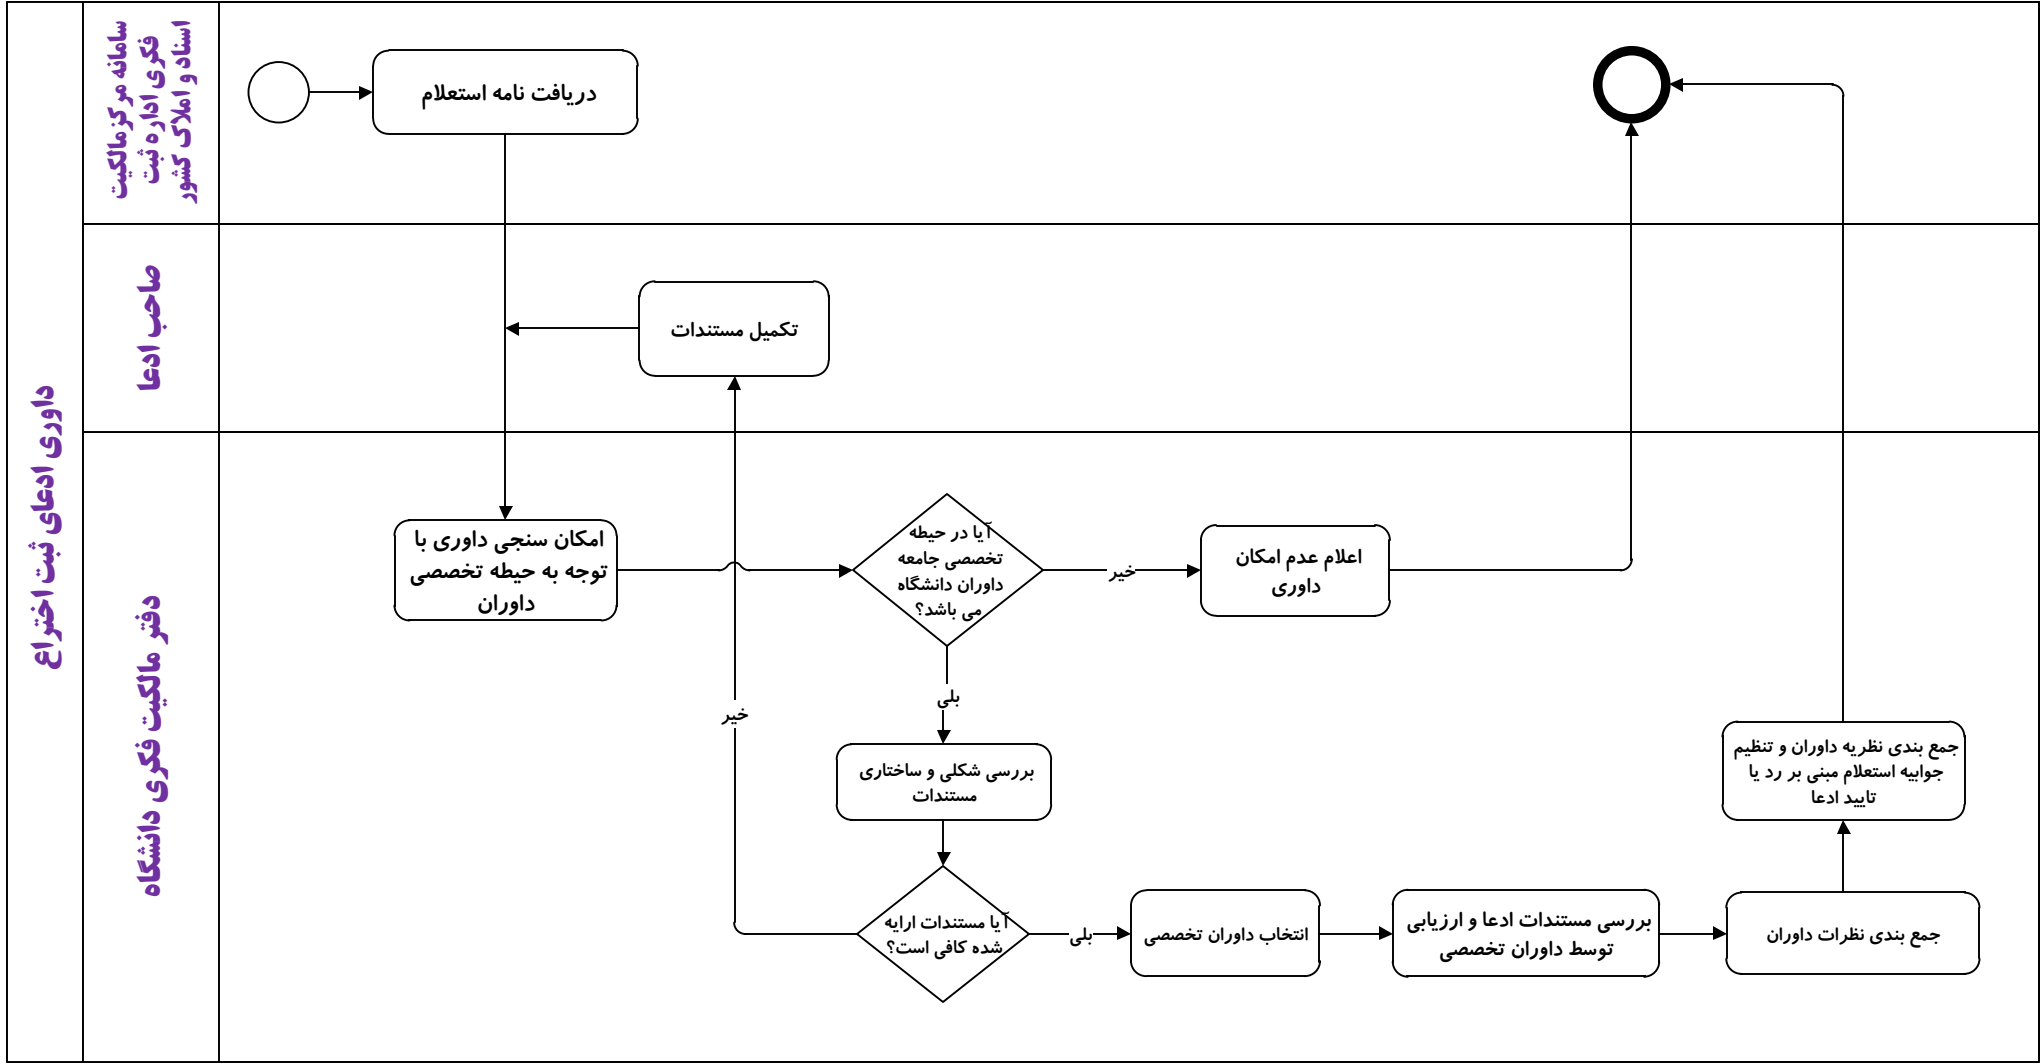 داوری ادعای ثبت اختراع
سامانه مرکزمالکیت
فکری اداره ثبت
اسناد و املاک کشور
دریافت نامه استعلام
صاحب ادعا
تکمیل مستندات
دفتر مالکیت فکری دانشگاه
امکان سنجی داوری با
توجه به حیطه تخصصی
داوران
آیا در حیطه
تخصصی جامعه
داوران دانشگاه
می باشد؟
خیر
اعلام عدم امکان
داوری
بلی
خیر
بررسی شکلی و ساختاری
مستندات
آیا مستندات ارایه
شده کافی است؟
بلی
انتخاب داوران تخصصی
بررسی مستندات ادعا و ارزیابی
توسط داوران تخصصی
جمع بندی نظرات داوران
جمع بندی نظریه داوران و تنظیم
جوابیه استعلام مبنی بر رد یا
تایید ادعا